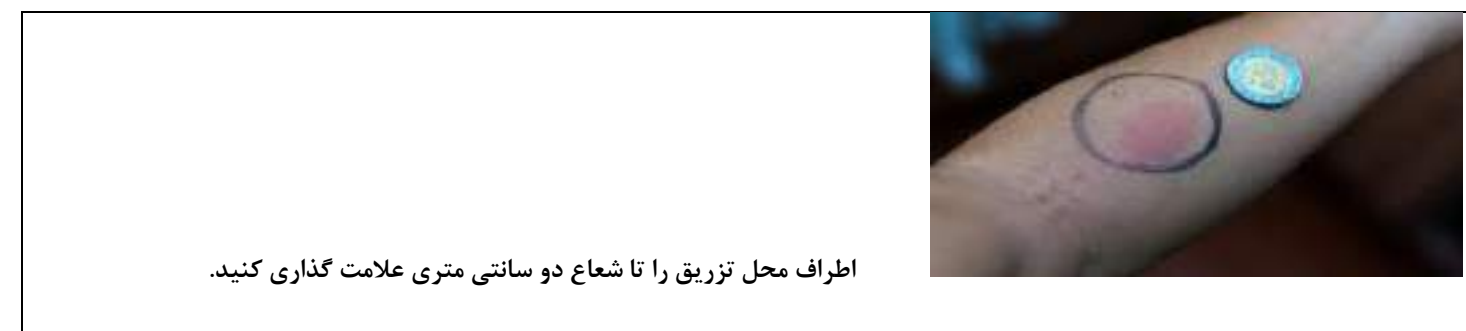 اطراف محل تزریق را تا شعاع دو سانتی متری علامت گذاری کنید.